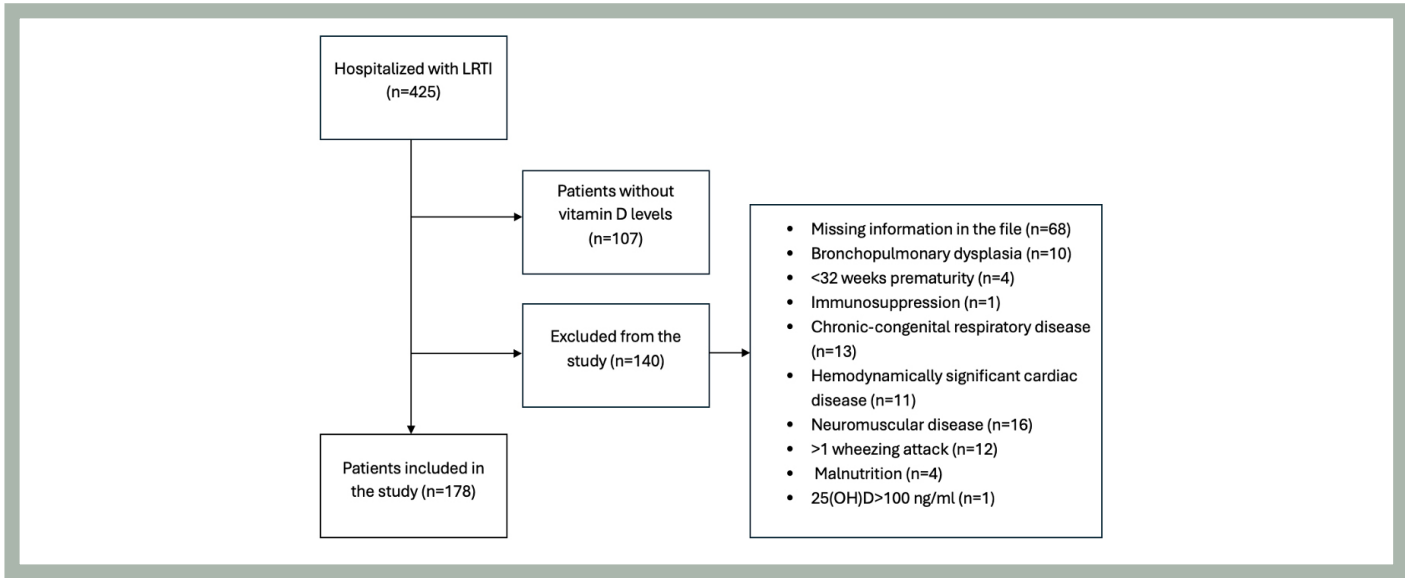 Hospitalized with LRTI
(n=425)
Patients without
vitamin D levels
(n=107)
Excluded from the
study (n=140)
• Missing information in the file (n=68)
• Bronchopulmonary dysplasia (n=10)
• <32 weeks prematurity (n=4)
• Immunosuppression (n=1)
• Chronic-congenital respiratory disease
(n=13)
• Hemodynamically significant cardiac
disease (n=11)
• Neuromuscular disease (n=16)
• >1 wheezing attack (n=12)
• Malnutrition (n=4)
• 25(OH)D>100 ng/ml (n=1)
Patients included in
the study (n=178)